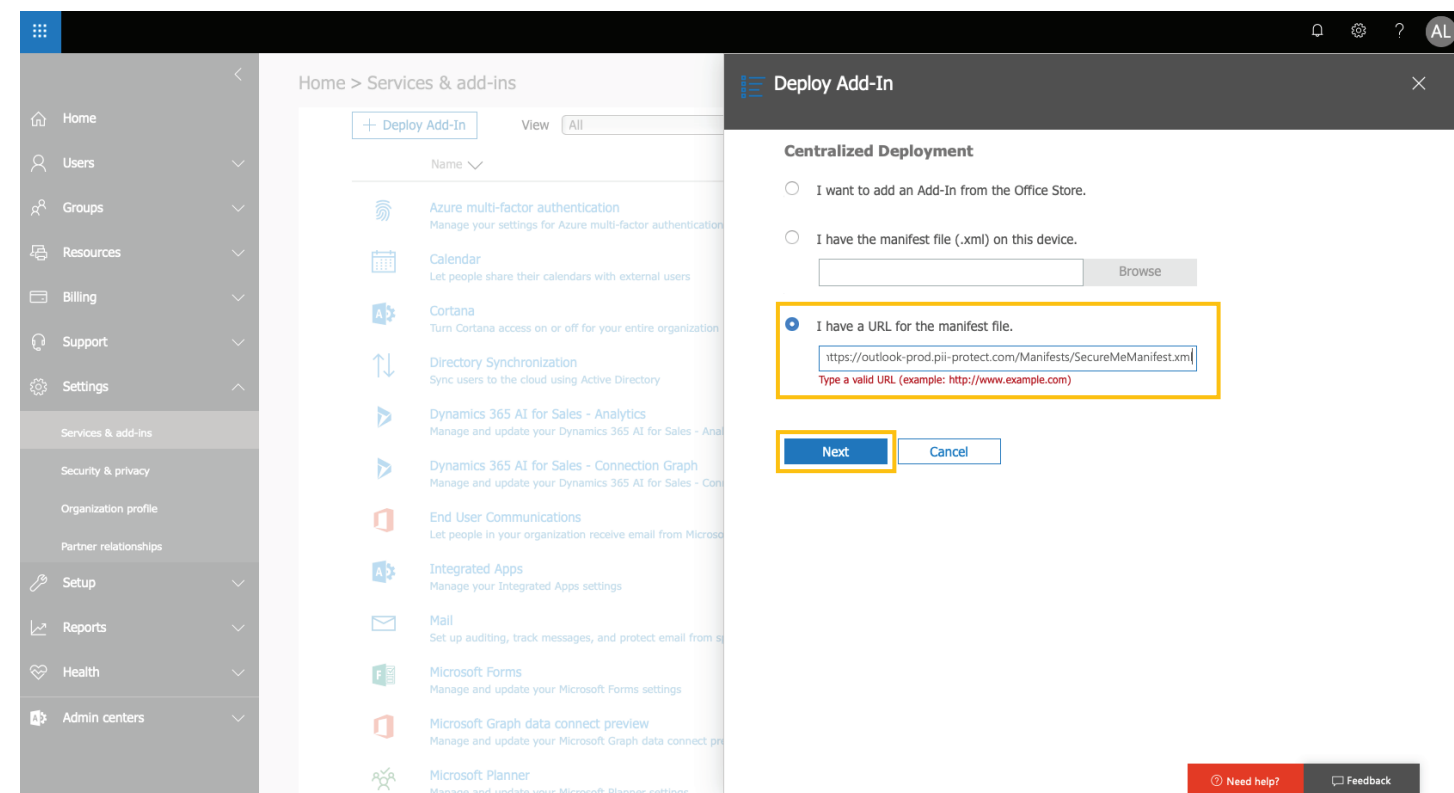 AL
Home
Users
Groups
Resources
Billing
Support
Settings
Services & add-ins
Security & privacy
Organization profile
Partner relationships
Setup
Reports
Health
Admin centers
Home > Services & add-ins
Deploy Add-In
View
All
Name
Azure multi-factor authentication
Manage your settings for Azure multi-factor authentication
Calendar
Let people share their calendars with external users
Cortana
Turn Cortana access on or off for your entire organization
Directory Synchronization
Sync users to the cloud using Active Directory
Dynamics 365 AI for Sales - Analytics
Manage and update your Dynamics 365 AI for Sales - Anal
Dynamics 365 AI for Sales - Connection Graph
Manage and update your Dynamics 365 AI for Sales - Con
End User Communications
Let people in your organization receive email from Microso
Integrated Apps
Manage your Integrated Apps settings
Mail
Set up auditing, track messages, and protect email from s
Microsoft Forms
Manage and update your Microsoft Forms settings
Microsoft Graph data connect preview
Manage and update your Microsoft Graph data connect pr
Microsoft Planner
Manage and update your Microsoft Planner settings
Deploy Add-In
Centralized Deployment
I want to add an Add-In from the Office Store.
I have the manifest file (.xml) on this device.
Browse
I have a URL for the manifest file.
https://outlook-prod.pii-protect.com/Manifests/SecureMeManifest.xml
Type a valid URL (example: http://www.example.com)
Next
Cancel
Need help?
Feedback